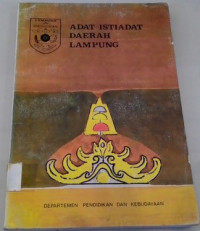 ADAT ISTIADAT
DAERAH
LAMPUNG
DEPARTEMEN PENDIDIKAN DAN KEBUDAYAAN